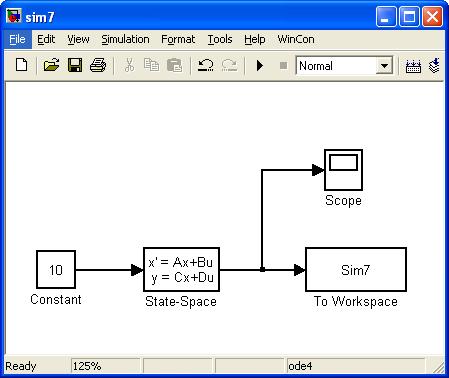 sim7
File Edit View Simulation Format Tools Help WinCon
Normal
Scope
10
x' = Ax+Bu
y = Cx+Du
Sim7
Constant
State-Space
To Workspace
Ready 125% ode4